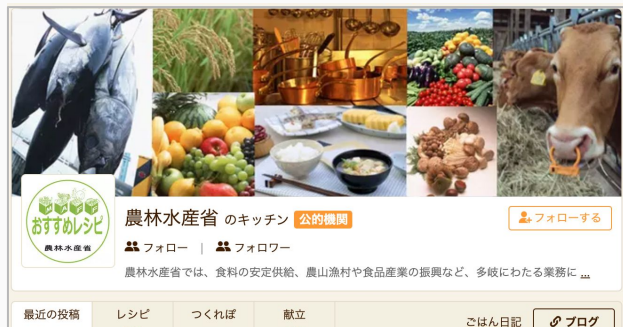 おすすめレシピ
農林水産省
農林水産省 のキッチン 公的機関
フォローする
フォロー | フォロワー
農林水産省では、食料の安定供給、農山漁村や食品産業の振興など、多岐にわたる業務に ...
最近の投稿 レシピ つくれぽ 献立 ごはん日記 ブログ